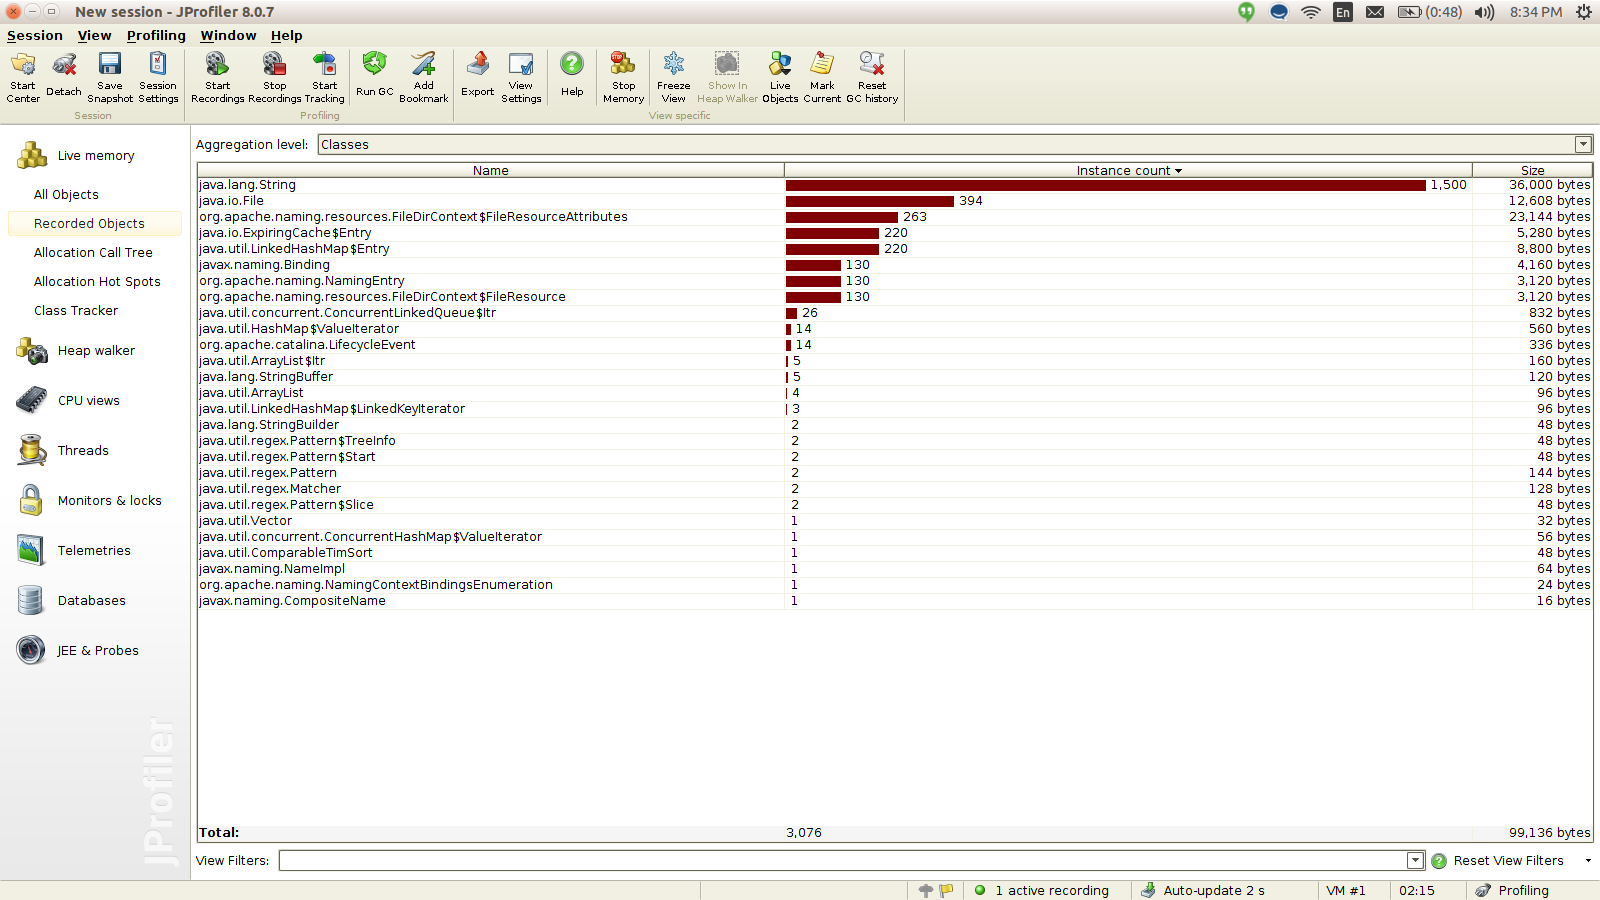 New session - JProfiler 8.0.7
En
(0:48)
8:34 PM
Session View Profiling Window Help
Start Center
Detach
Save Snapshot
Session Settings
Start Recordings
Stop Recordings
Start Tracking
Run GC
Add Bookmark
Export
View Settings
Help
Stop Memory
Freeze View
Show In Heap Walker
Live Objects
Mark Current
Reset GC history
Session
Profiling
View specific
Live memory
All Objects
Recorded Objects
Allocation Call Tree
Allocation Hot Spots
Class Tracker
Heap walker
CPU views
Threads
Monitors & locks
Telemetries
Databases
JEE & Probes
JProfiler
Aggregation level: Classes
Name Instance count Size
java.lang.String 1,500 36,000 bytes
java.io.File 394 12,608 bytes
org.apache.naming.resources.FileDirContext$FileResourceAttributes 263 23,144 bytes
java.io.ExpiringCache$Entry 220 5,280 bytes
java.util.LinkedHashMap$Entry 220 8,800 bytes
javax.naming.Binding 130 4,160 bytes
org.apache.naming.NamingEntry 130 3,120 bytes
org.apache.naming.resources.FileDirContext$FileResource 130 3,120 bytes
java.util.concurrent.ConcurrentLinkedQueue$Itr 26 832 bytes
java.util.HashMap$ValueIterator 14 560 bytes
org.apache.catalina.LifecycleEvent 14 336 bytes
java.util.ArrayList$Itr 5 160 bytes
java.lang.StringBuffer 5 120 bytes
java.util.ArrayList 4 96 bytes
java.util.LinkedHashMap$LinkedKeyIterator 3 96 bytes
java.lang.StringBuilder 2 48 bytes
java.util.regex.Pattern$TreeInfo 2 48 bytes
java.util.regex.Pattern$Start 2 48 bytes
java.util.regex.Pattern 2 144 bytes
java.util.regex.Matcher 2 128 bytes
java.util.regex.Pattern$Slice 2 48 bytes
java.util.Vector 1 32 bytes
java.util.concurrent.ConcurrentHashMap$ValueIterator 1 56 bytes
java.util.ComparableTimSort 1 48 bytes
javax.naming.NameImpl 1 64 bytes
org.apache.naming.NamingContextBindingsEnumeration 1 24 bytes
javax.naming.CompositeName 1 16 bytes
Total: 3,076 99,136 bytes
View Filters: Reset View Filters
1 active recording Auto-update 2 s VM #1 02:15 Profiling